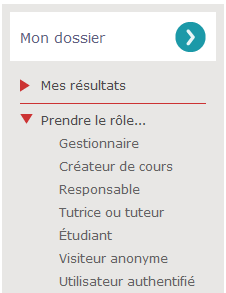 Mon dossier
Mes résultats
Prendre le rôle...
Gestionnaire
Créateur de cours
Responsable
Tutrice ou tuteur
Étudiant
Visiteur anonyme
Utilisateur authentifié